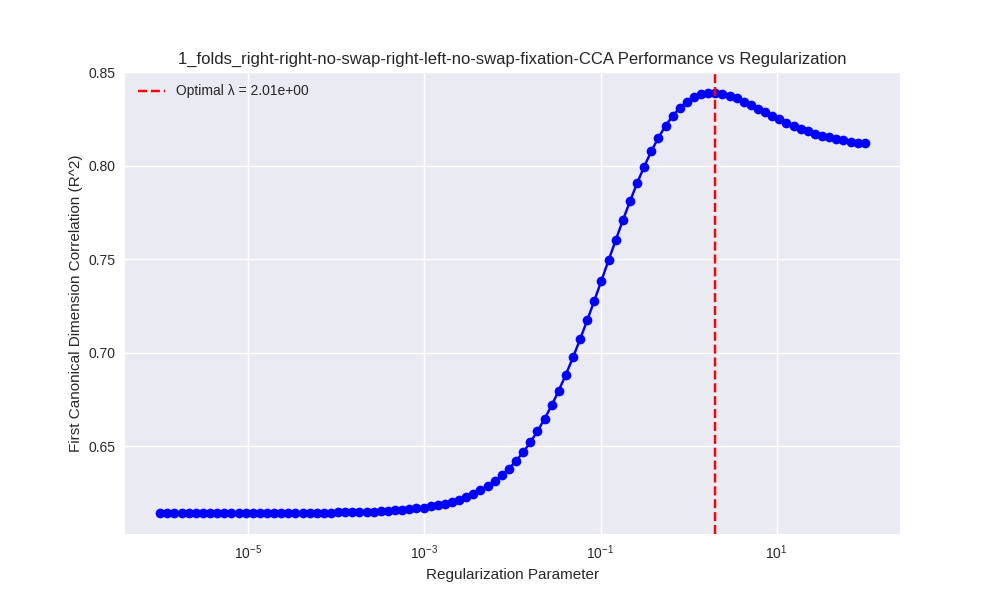 1_folds_right-right-no-swap-right-left-no-swap-fixation-CCA Performance vs Regularization
Optimal λ = 2.01e+00
First Canonical Dimension Correlation (R^2)
0.85
0.80
0.75
0.70
0.65
10⁻⁵
10⁻³
10⁻¹
10¹
Regularization Parameter